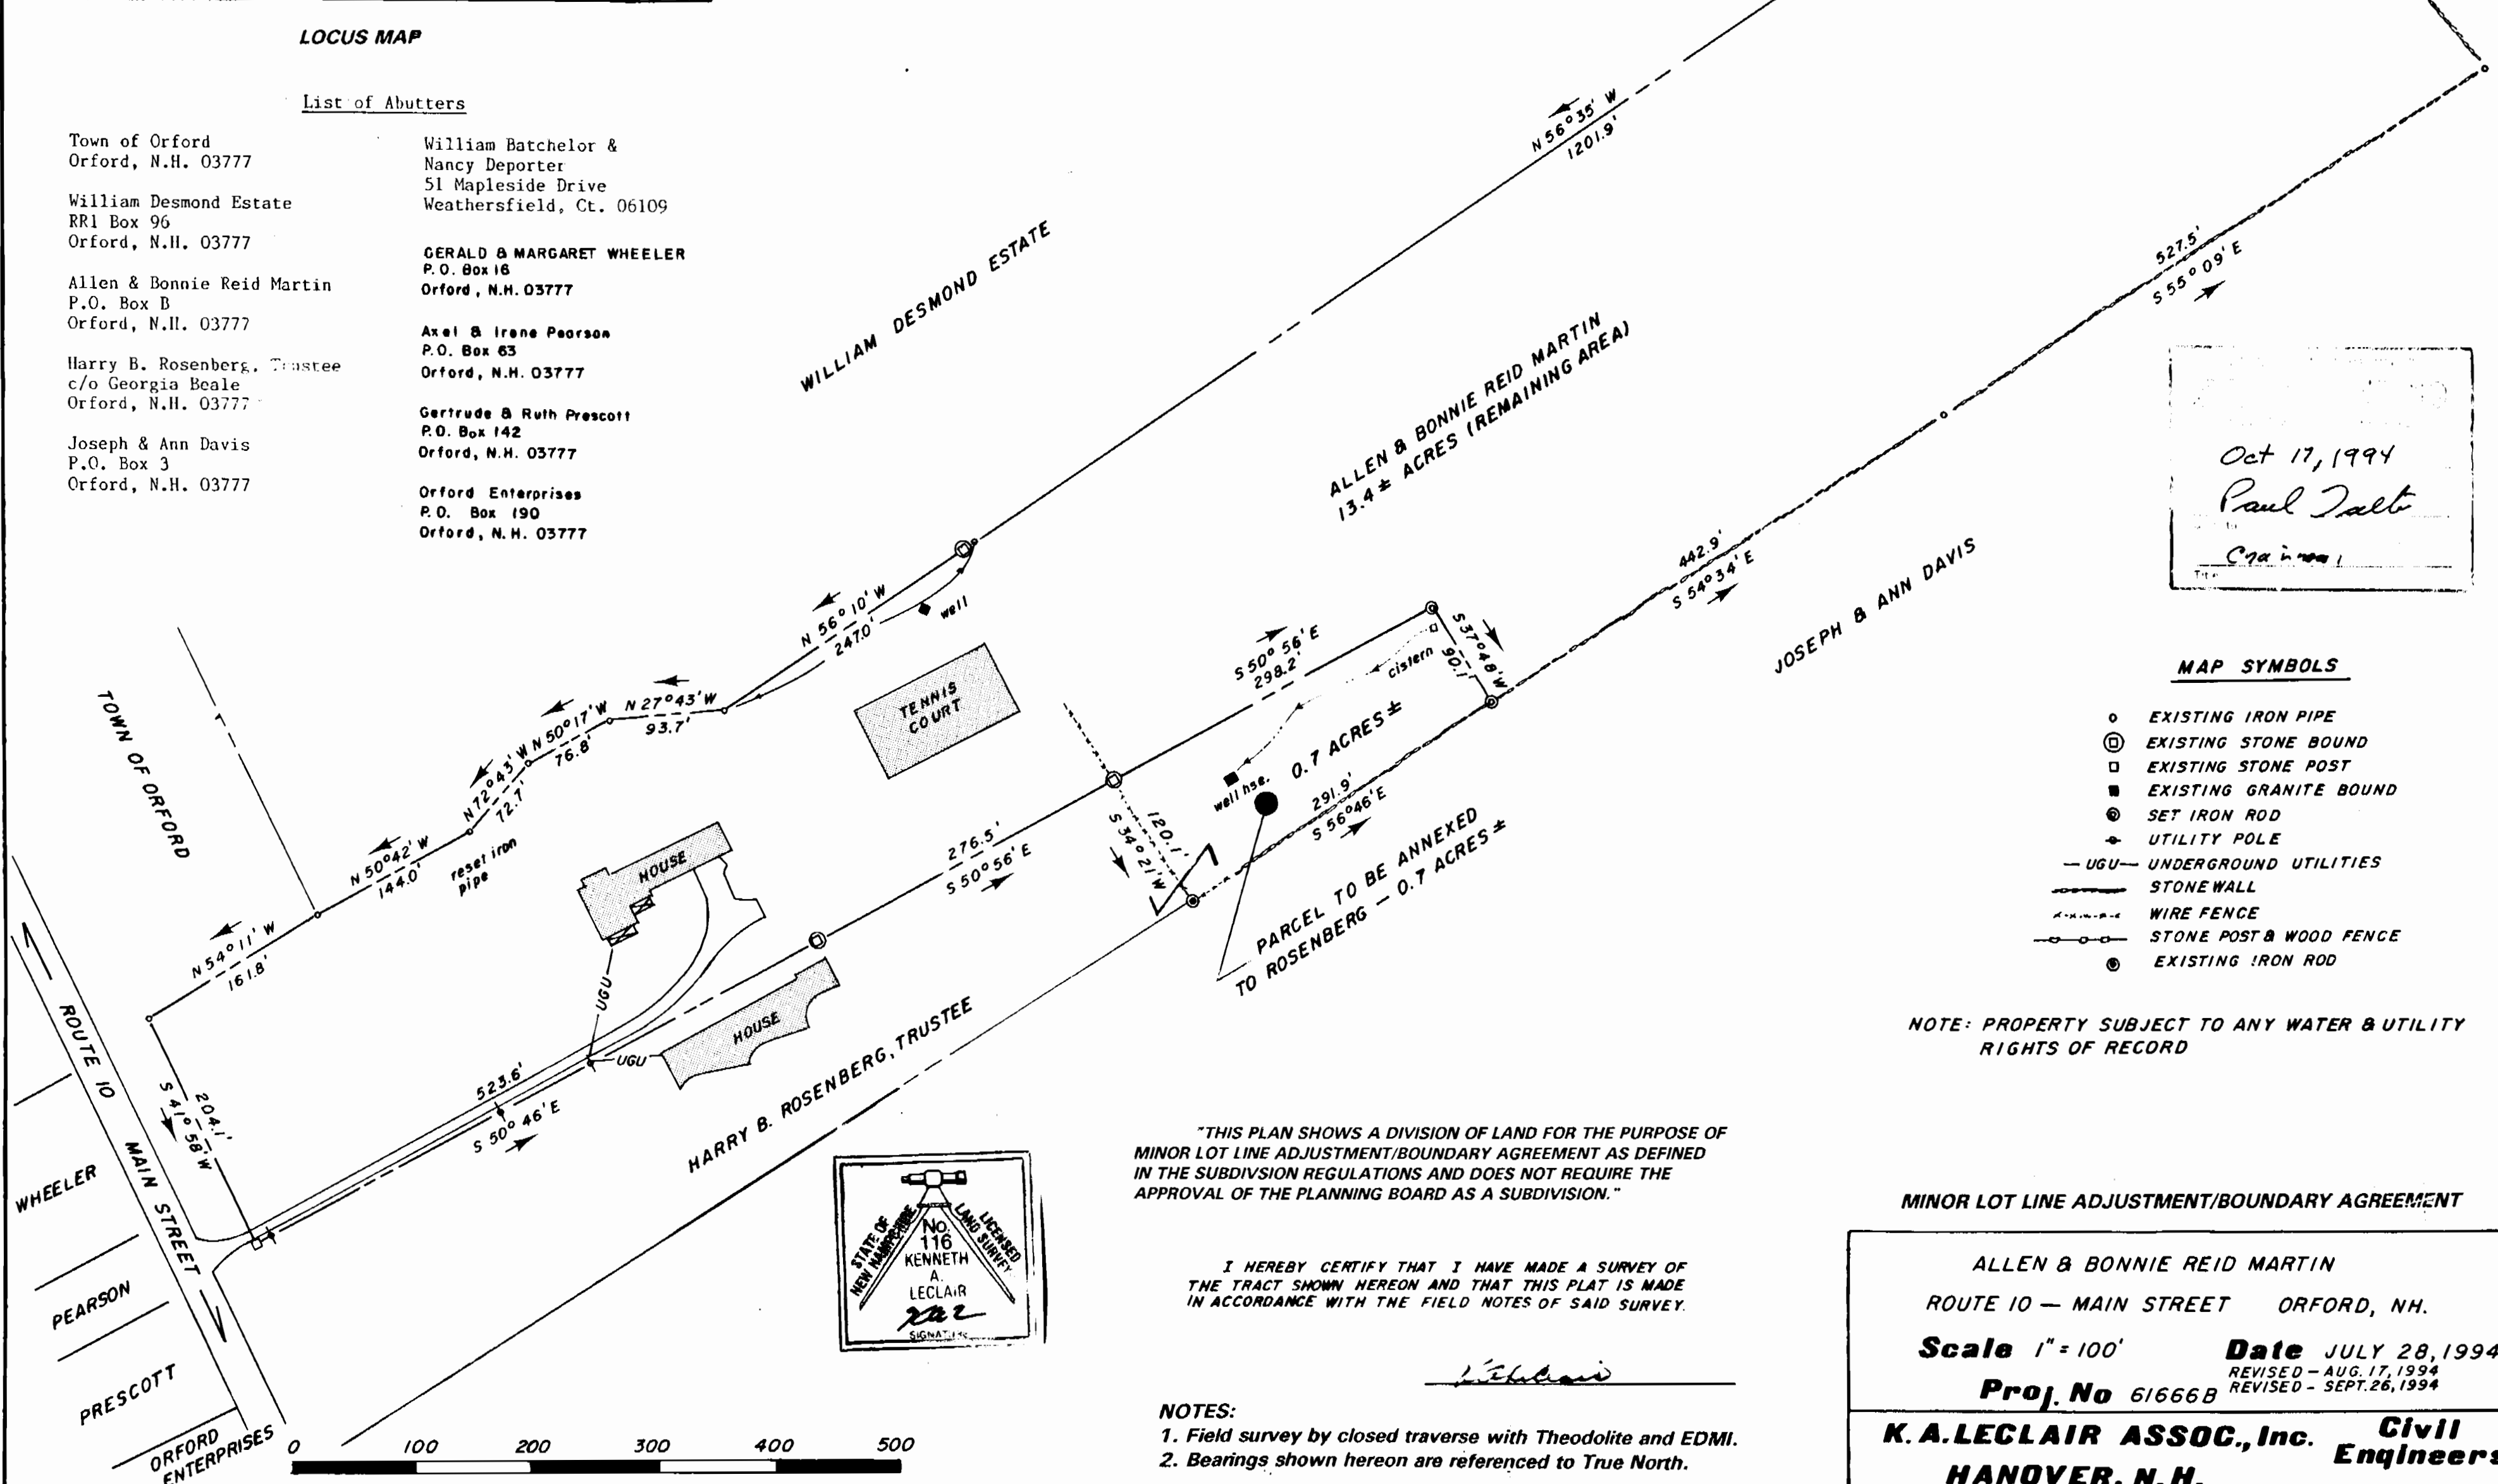 LOCUS MAP
List of Abutters
Town of Orford
Orford, N.H. 03777
William Desmond Estate
RR1 Box 96
Orford, N.H. 03777
Allen & Bonnie Reid Martin
P.O. Box B
Orford, N.H. 03777
Harry B. Rosenberg, Trustee
c/o Georgia Beale
Orford, N.H. 03777
Joseph & Ann Davis
P.O. Box 3
Orford, N.H. 03777
William Batchelor &
Nancy Deporter
51 Mapleside Drive
Weathersfield, Ct. 06109
GERALD & MARGARET WHEELER
P.O. Box 16
Orford, N.H. 03777
Axel & Irene Pearson
P.O. Box 63
Orford, N.H. 03777
Gertrude & Ruth Prescott
P.O. Box 142
Orford, N.H. 03777
Orford Enterprises
P.O. Box 190
Orford, N.H. 03777
N 56° 35' W
1201.9'
WILLIAM DESMOND ESTATE
527.5'
S 55° 09' E
ALLEN & BONNIE REID MARTIN
13.4 ± ACRES (REMAINING AREA)
Oct 17, 1994
Paul
Title
442.9'
S 54° 34' E
JOSEPH & ANN DAVIS
N 56° 10' W
247.0'
well
TENNIS
COURT
S 50° 56' E
298.2'
S 37° 48' W
90.1'
cistern
well hse.
0.7 ACRES ±
291.9'
S 56° 46' E
120.1'
S 34° 21' W
PARCEL TO BE ANNEXED
TO ROSENBERG — 0.7 ACRES ±
N 27° 43' W
93.7'
N 50° 17' W
76.8'
N 72° 43' W
72.7'
reset iron
pipe
N 50° 42' W
144.0'
TOWN OF ORFORD
N 54° 11' W
161.8'
HOUSE
276.5'
S 50° 56' E
UGU
UGU
HOUSE
HARRY B. ROSENBERG, TRUSTEE
523.6'
S 50° 46' E
204.1'
S 41° 58' W
ROUTE 10
MAIN STREET
WHEELER
PEARSON
PRESCOTT
ORFORD
ENTERPRISES
0 100 200 300 400 500
MAP SYMBOLS
EXISTING IRON PIPE
EXISTING STONE BOUND
EXISTING STONE POST
EXISTING GRANITE BOUND
SET IRON ROD
UTILITY POLE
— UGU — UNDERGROUND UTILITIES
STONE WALL
WIRE FENCE
STONE POST & WOOD FENCE
EXISTING IRON ROD
NOTE: PROPERTY SUBJECT TO ANY WATER & UTILITY
RIGHTS OF RECORD
"THIS PLAN SHOWS A DIVISION OF LAND FOR THE PURPOSE OF
MINOR LOT LINE ADJUSTMENT/BOUNDARY AGREEMENT AS DEFINED
IN THE SUBDIVSION REGULATIONS AND DOES NOT REQUIRE THE
APPROVAL OF THE PLANNING BOARD AS A SUBDIVISION."
STATE OF
NEW HAMPSHIRE
LICENSED
LAND SURVEY
No.
116
KENNETH
A.
LECLAIR
SIGNATURE
I HEREBY CERTIFY THAT I HAVE MADE A SURVEY OF
THE TRACT SHOWN HEREON AND THAT THIS PLAT IS MADE
IN ACCORDANCE WITH THE FIELD NOTES OF SAID SURVEY.
NOTES:
1. Field survey by closed traverse with Theodolite and EDMI.
2. Bearings shown hereon are referenced to True North.
MINOR LOT LINE ADJUSTMENT/BOUNDARY AGREEMENT
ALLEN & BONNIE REID MARTIN
ROUTE 10 — MAIN STREET ORFORD, NH.
Scale 1" = 100' Date JULY 28, 1994
REVISED — AUG. 17, 1994
Proj. No 61666B REVISED - SEPT. 26, 1994
K. A. LECLAIR ASSOC., Inc. Civil
Engineers
HANOVER, N.H.